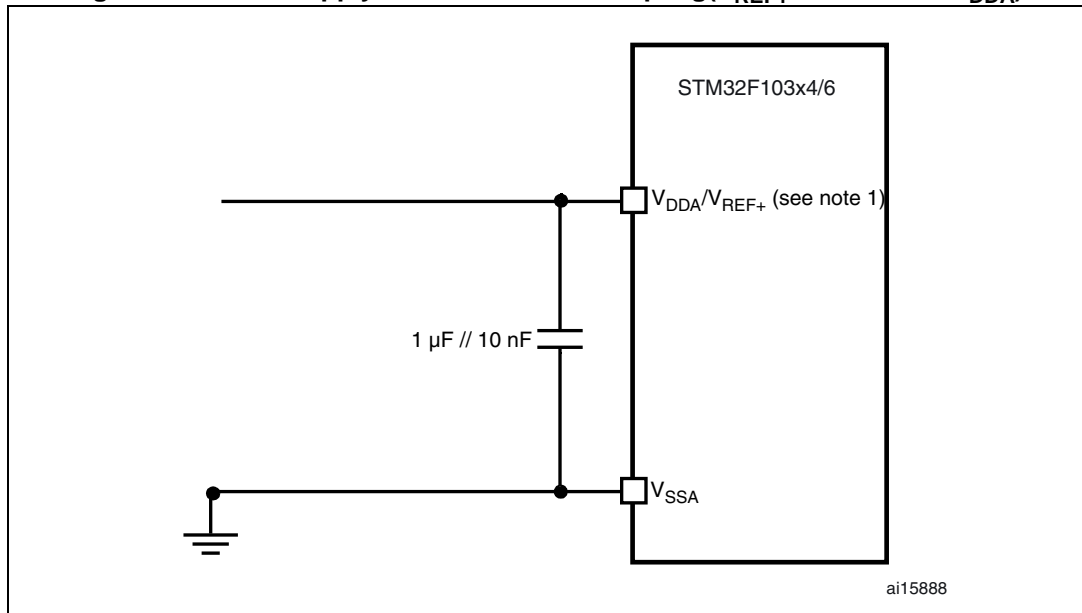 STM32F103x4/6
VDDA/VREF+ (see note 1)
1 µF // 10 nF
VSSA
ai15888